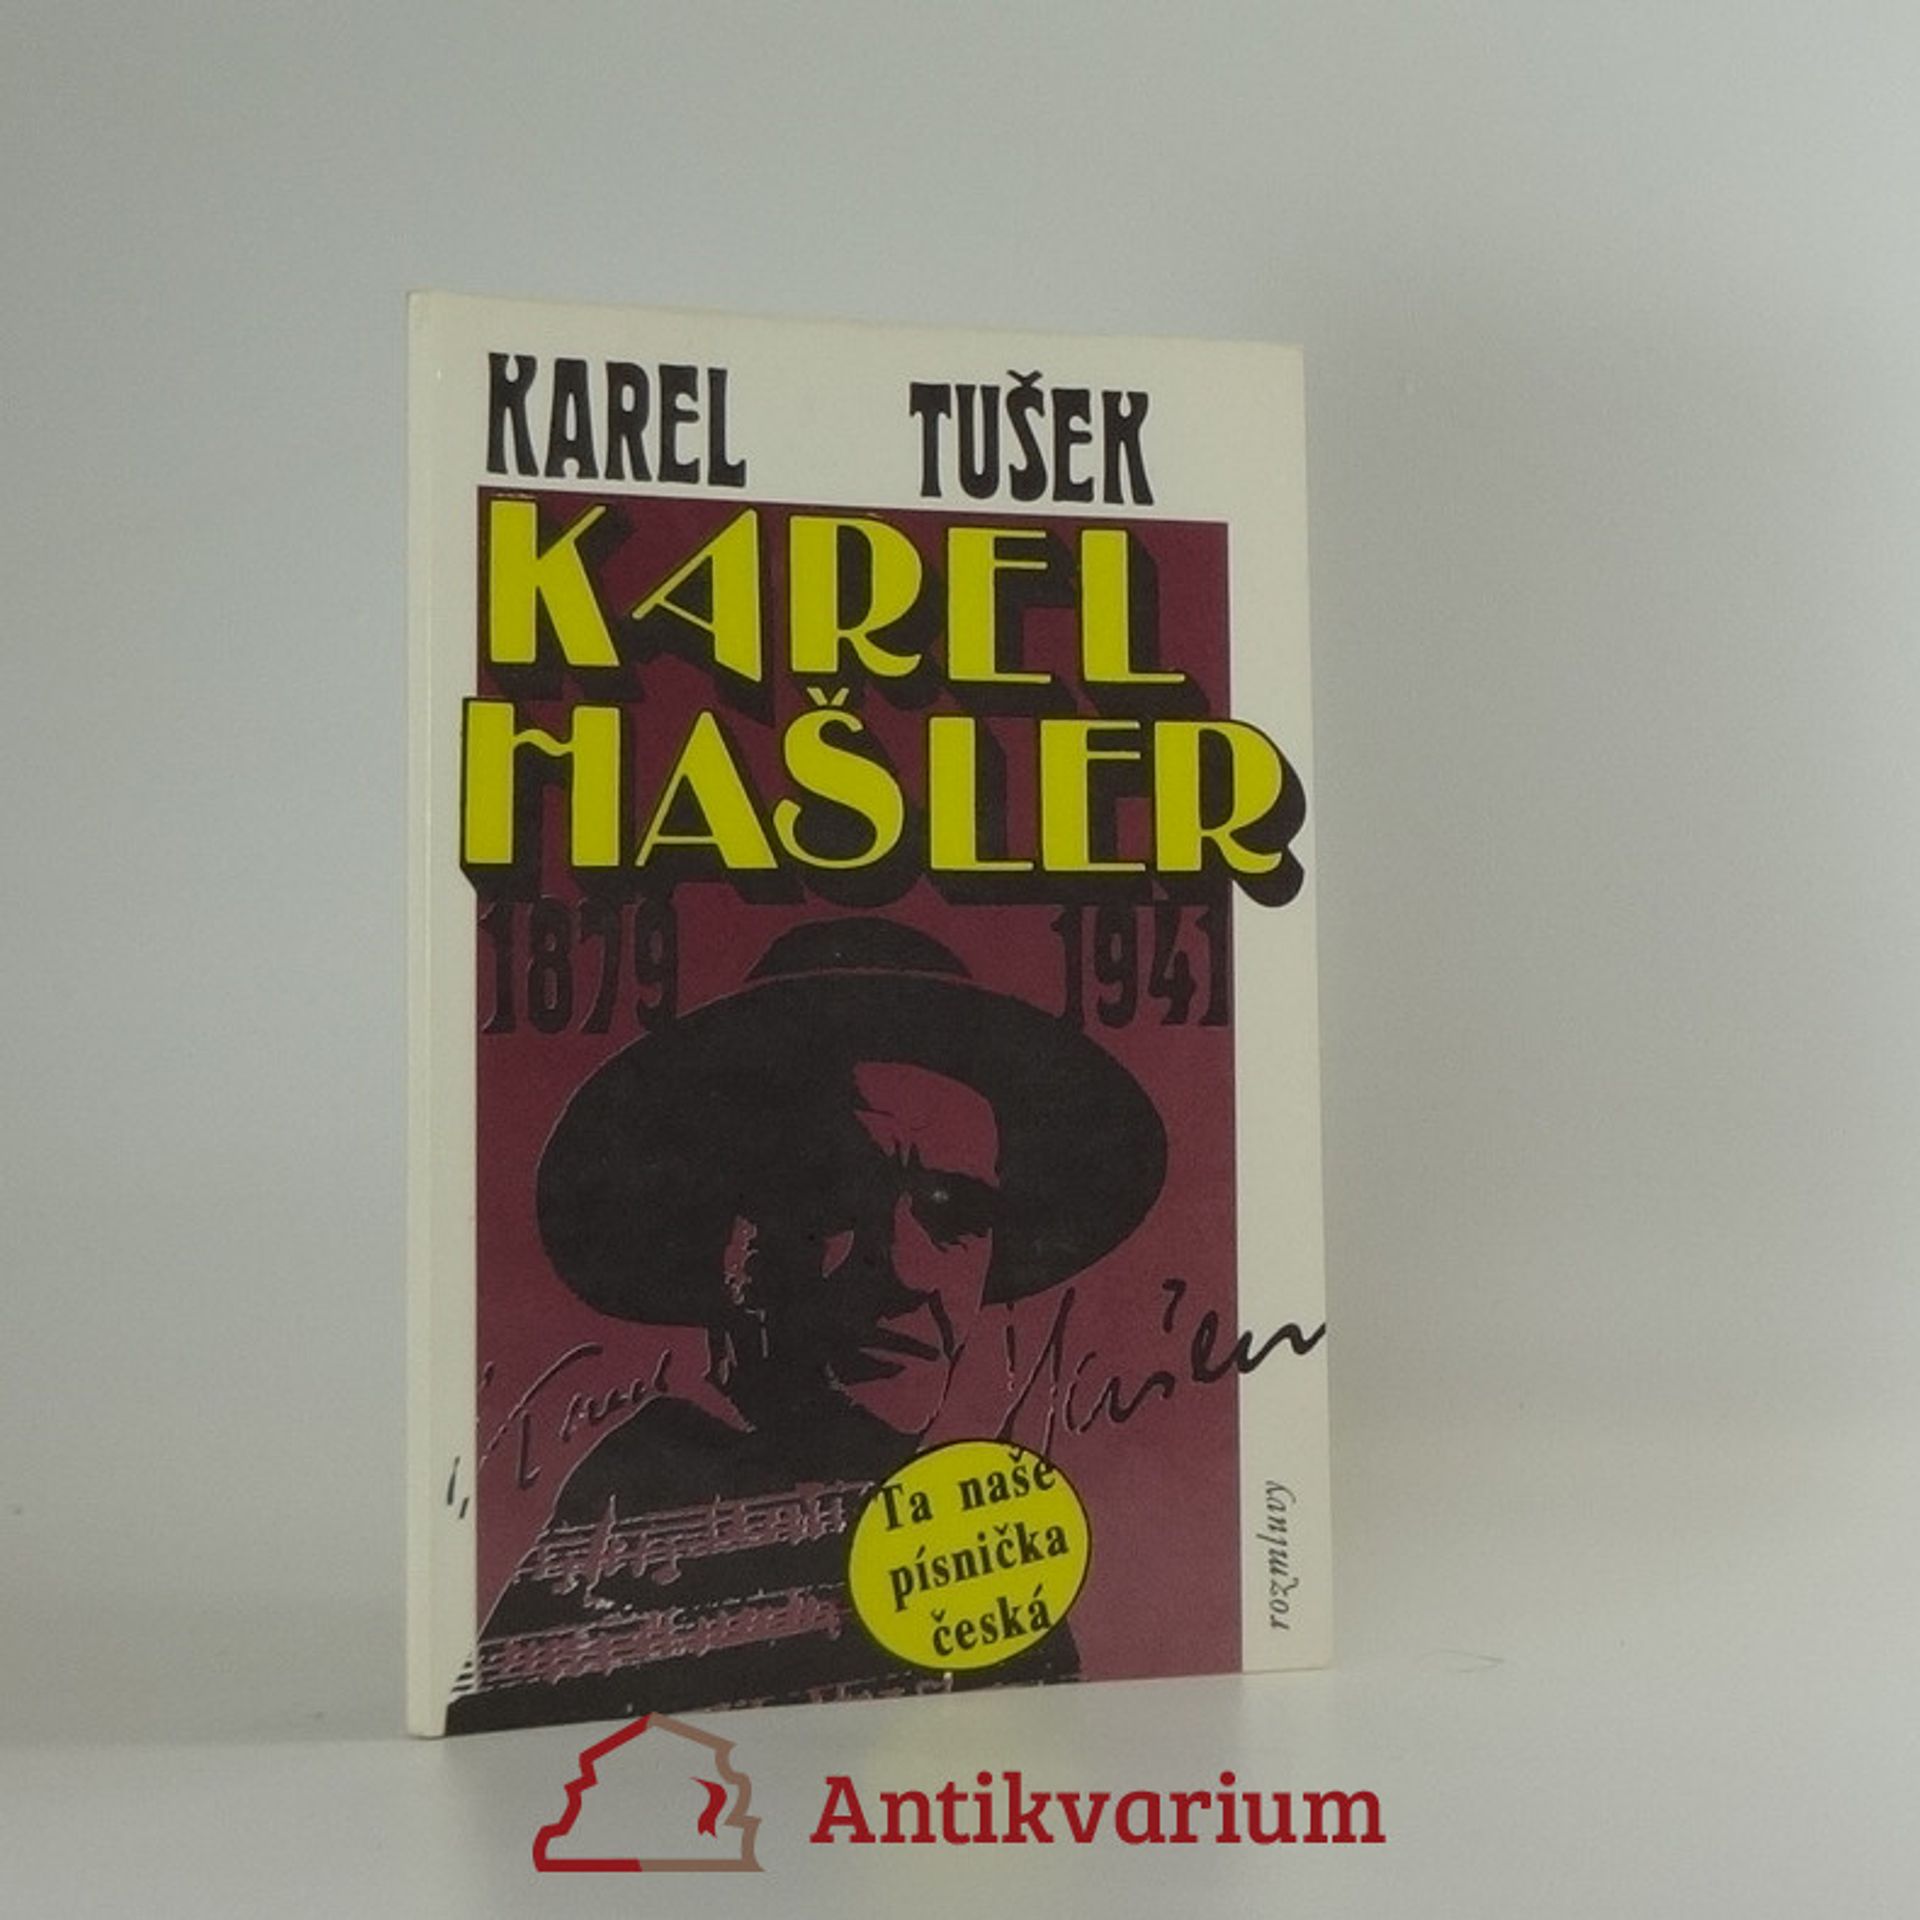 KAREL TUŠEK
KAREL
HAŠLER
1879 1941
Ta naše
písnička
česká
rozmluvy
Antikvarium